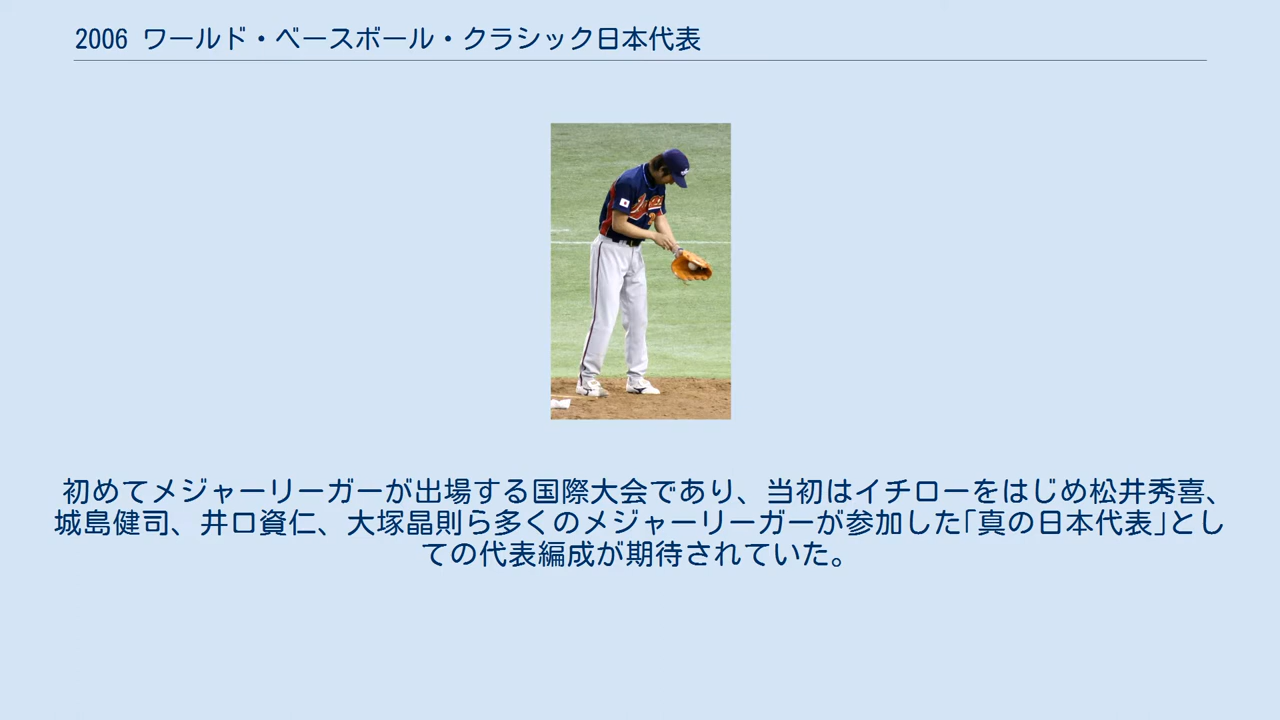 2006 ワールド・ベースボール・クラシック日本代表
初めてメジャーリーガーが出場する国際大会であり、当初はイチローをはじめ松井秀喜、
城島健司、井口資仁、大塚晶則ら多くのメジャーリーガーが参加した｢真の日本代表｣とし
ての代表編成が期待されていた。